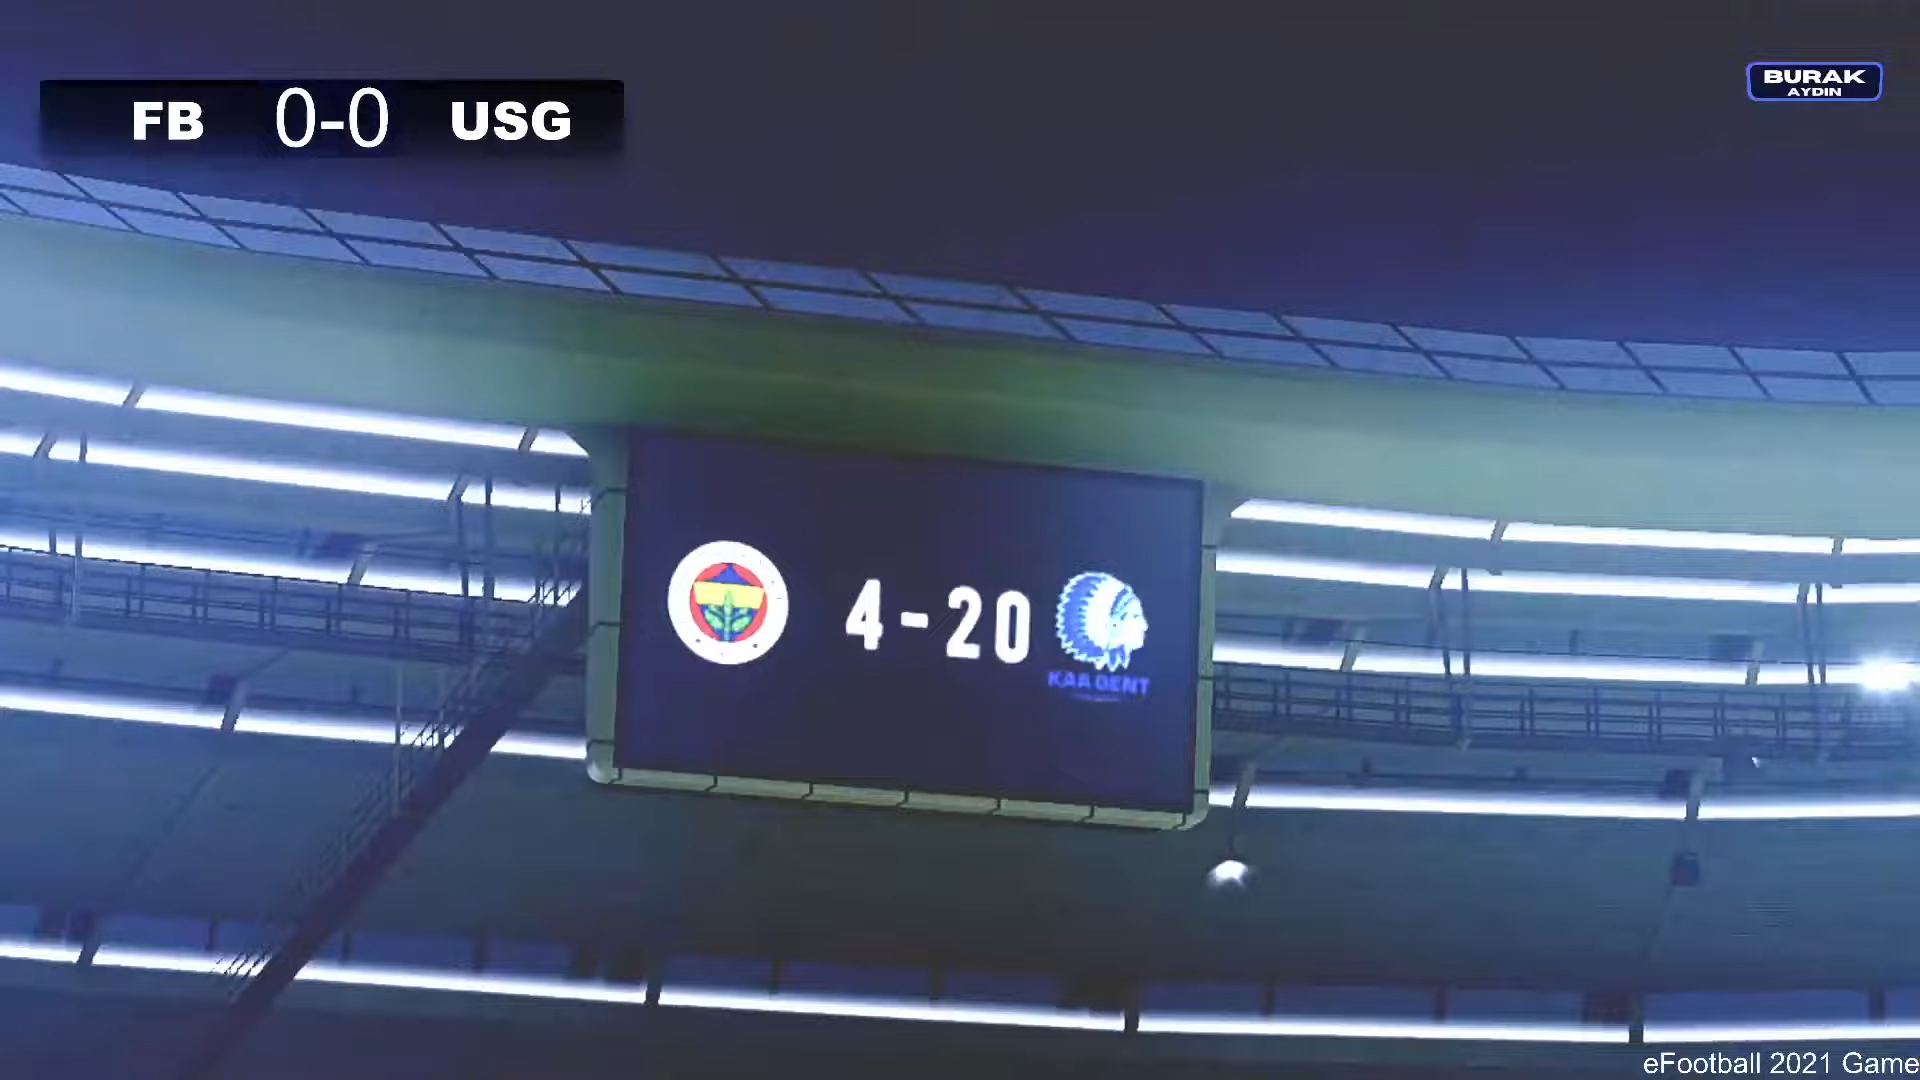 FB 0-0 USG
BURAK
AYDIN
4-20
KAA GENT
eFootball 2021 Game